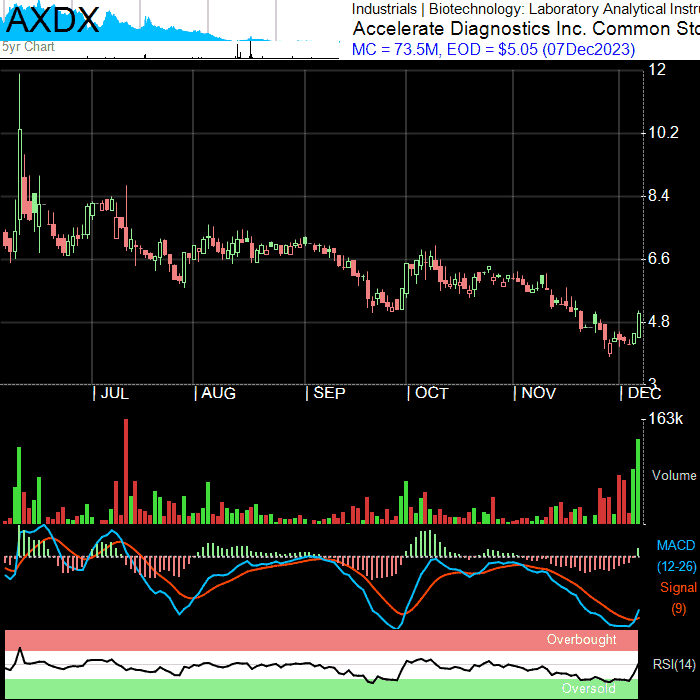 AXDX
5yr Chart
Industrials | Biotechnology: Laboratory Analytical Instru
Accelerate Diagnostics Inc. Common Sto
MC = 73.5M, EOD = $5.05 (07Dec2023)
12
10.2
8.4
6.6
4.8
3
| JUL | AUG | SEP | OCT | NOV | DEC
163k
Volume
MACD
(12-26)
Signal
(9)
Overbought
RSI(14)
Oversold